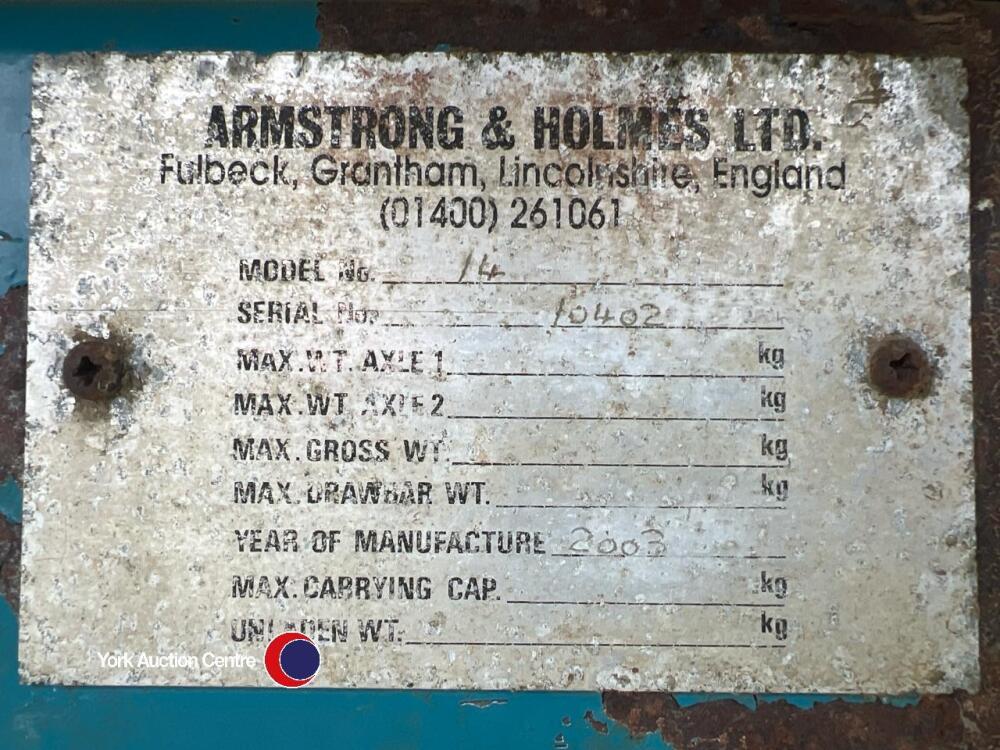 ARMSTRONG & HOLMES LTD.
Fulbeck, Grantham, Lincolnshire, England
(01400) 261061
MODEL No. 14
SERIAL No. 10402
MAX.WT. AXLE 1 kg
MAX.WT. AXLE 2 kg
MAX.GROSS WT. kg
MAX.DRAWBAR WT. kg
YEAR OF MANUFACTURE 2003
MAX.CARRYING CAP. kg
UNLADEN WT. kg
York Auction Centre